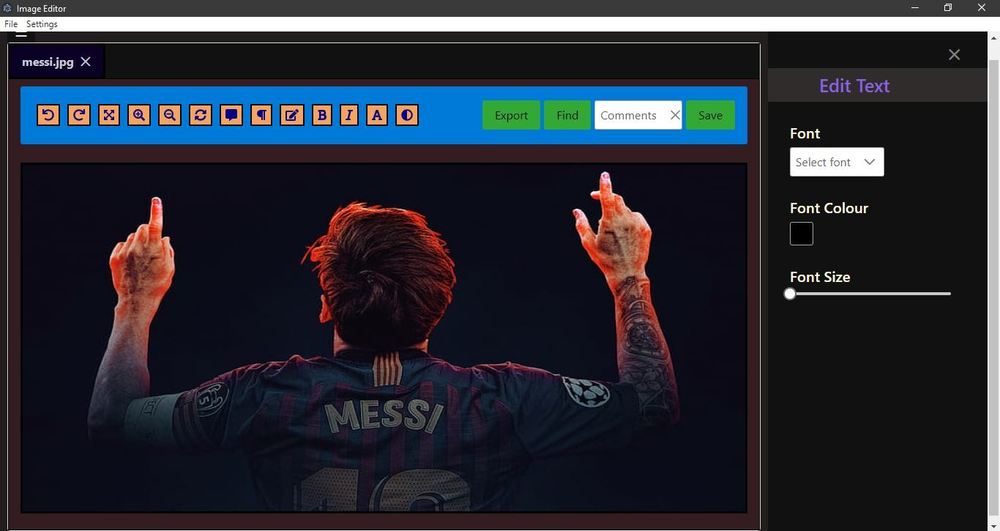 Image Editor
File Settings
messi.jpg
B I A
Export Find Comments Save
MESSI
10
Edit Text
Font
Select font
Font Colour
Font Size